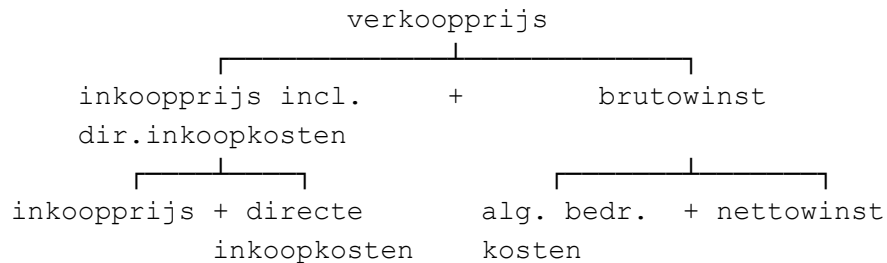 verkoopprijs
inkoopprijs incl. + brutowinst
dir.inkoopkosten
inkoopprijs + directe alg. bedr. + nettowinst
inkoopkosten kosten